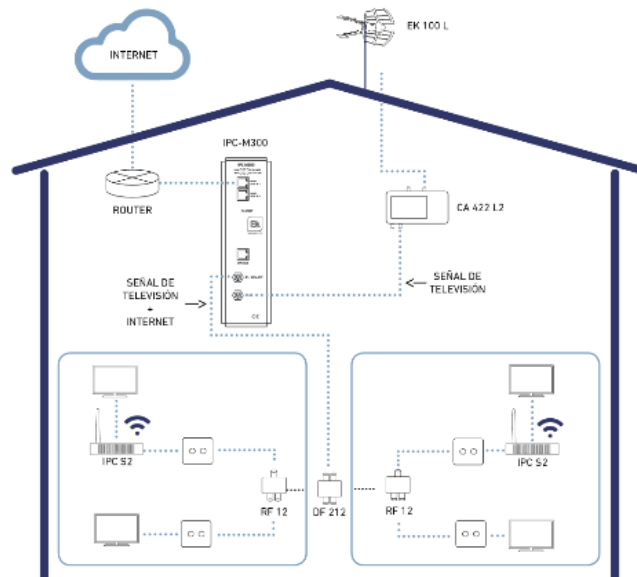 EK 100 L
INTERNET
IPC-M300
ROUTER
CA 422 L2
SEÑAL DE
TELEVISIÓN
+
INTERNET
SEÑAL DE
TELEVISIÓN
IPC S2
IPC S2
RF 12
DF 212
RF 12